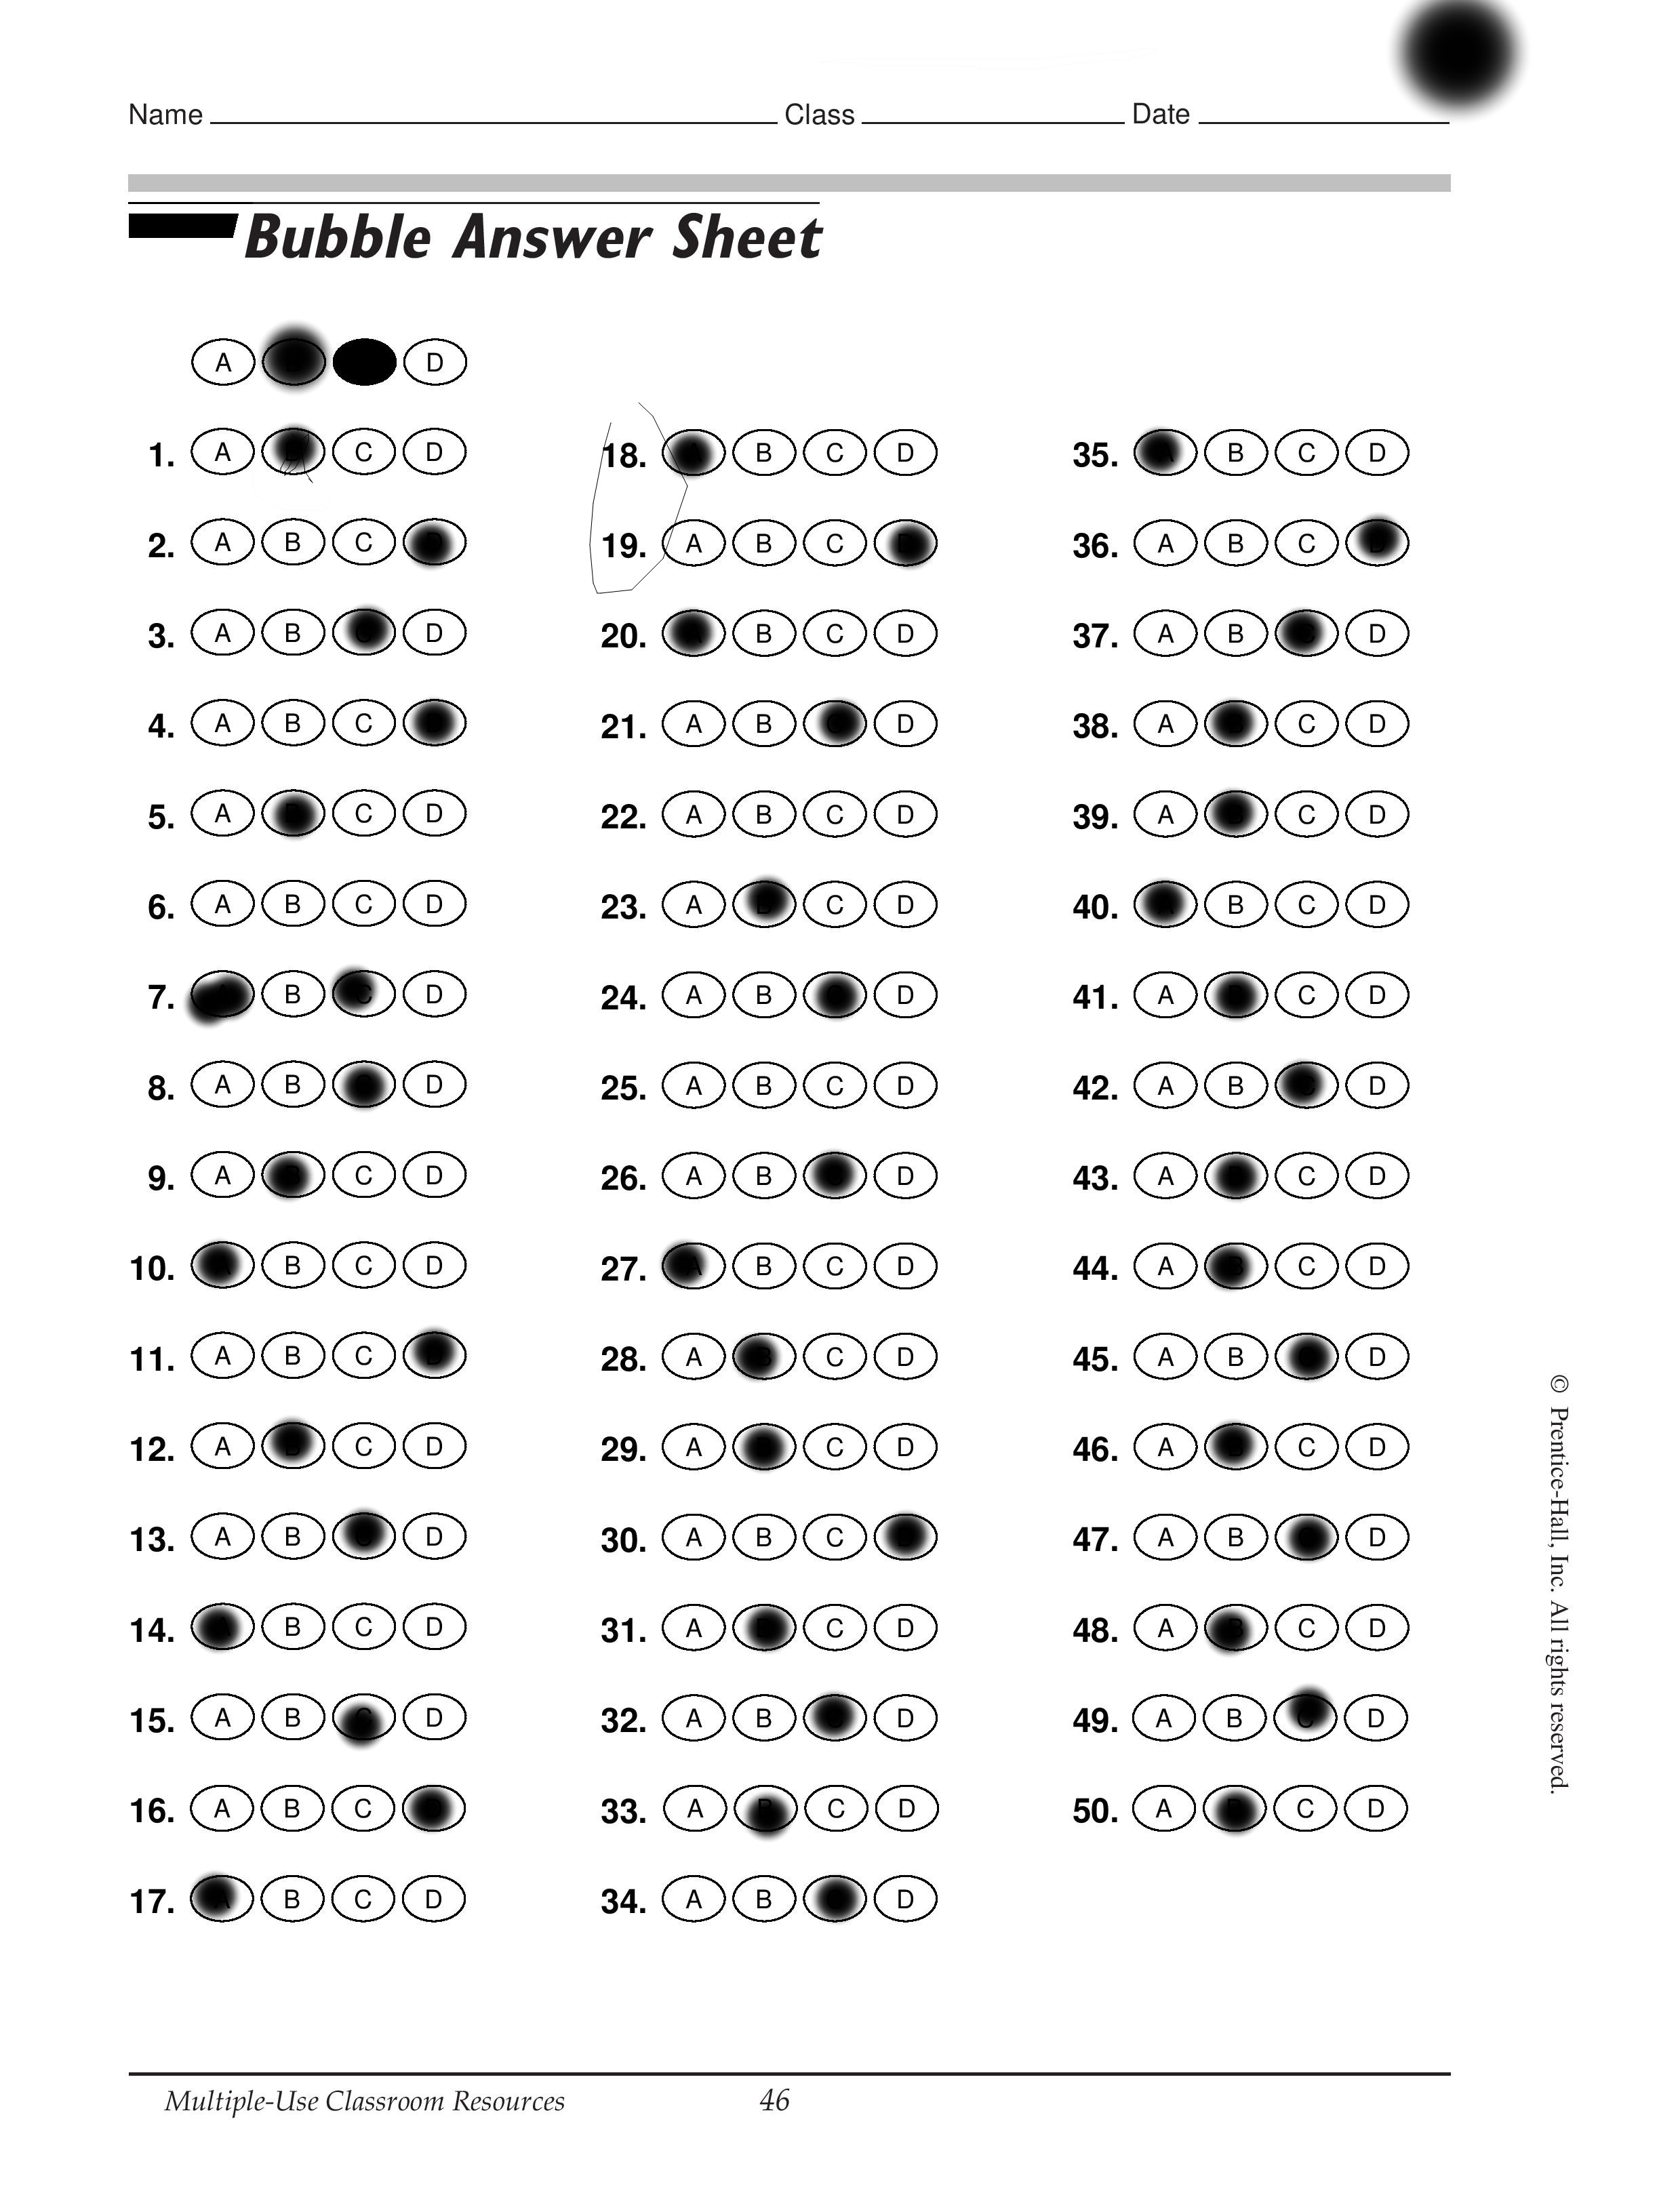 Name Class Date
Bubble Answer Sheet
A D
1. A C D
2. A B C
3. A B D
4. A B C
5. A C D
6. A B C D
7. B C D
8. A B D
9. A C D
10. B C D
11. A B C D
12. A C D
13. A B D
14. B C D
15. A B C D
16. A B C
17. A B C D
18. B C D
19. A B C
20. B C D
21. A B D
22. A B C D
23. A B C D
24. A B D
25. A B C D
26. A B D
27. A B C D
28. A B C D
29. A C D
30. A B C
31. A C D
32. A B D
33. A B C D
34. A B D
35. A B C D
36. A B C D
37. A B D
38. A C D
39. A C D
40. B C D
41. A C D
42. A B D
43. A C D
44. A B C D
45. A B D
46. A C D
47. A B D
48. A B C D
49. A B C D
50. A C D
© Prentice-Hall, Inc. All rights reserved.
Multiple-Use Classroom Resources 46